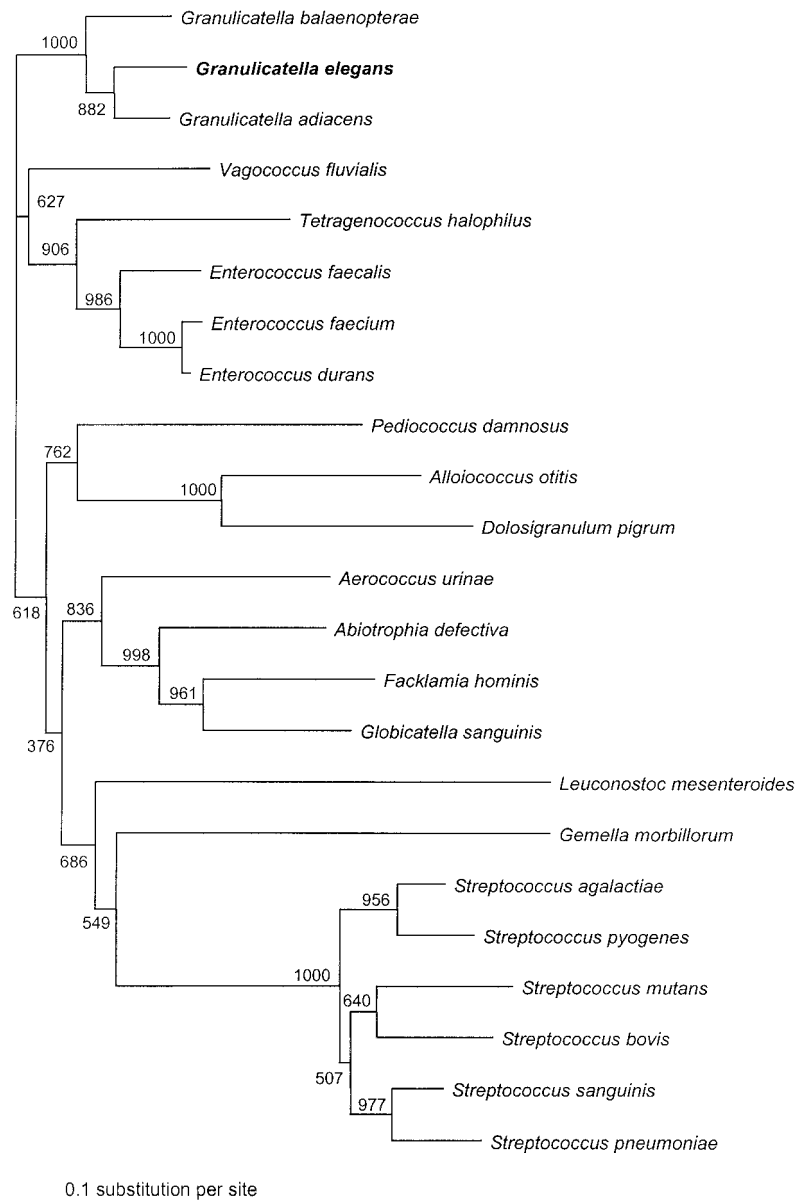 Granulicatella balaenopterae
1000
Granulicatella elegans
882
Granulicatella adiacens
Vagococcus fluvialis
627
Tetragenococcus halophilus
906
Enterococcus faecalis
986
Enterococcus faecium
1000
Enterococcus durans
Pediococcus damnosus
762
Alloiococcus otitis
1000
Dolosigranulum pigrum
Aerococcus urinae
618
836
Abiotrophia defectiva
998
Facklamia hominis
961
Globicatella sanguinis
376
Leuconostoc mesenteroides
Gemella morbillorum
686
Streptococcus agalactiae
956
549
Streptococcus pyogenes
1000
Streptococcus mutans
640
Streptococcus bovis
507
Streptococcus sanguinis
977
Streptococcus pneumoniae
0.1 substitution per site